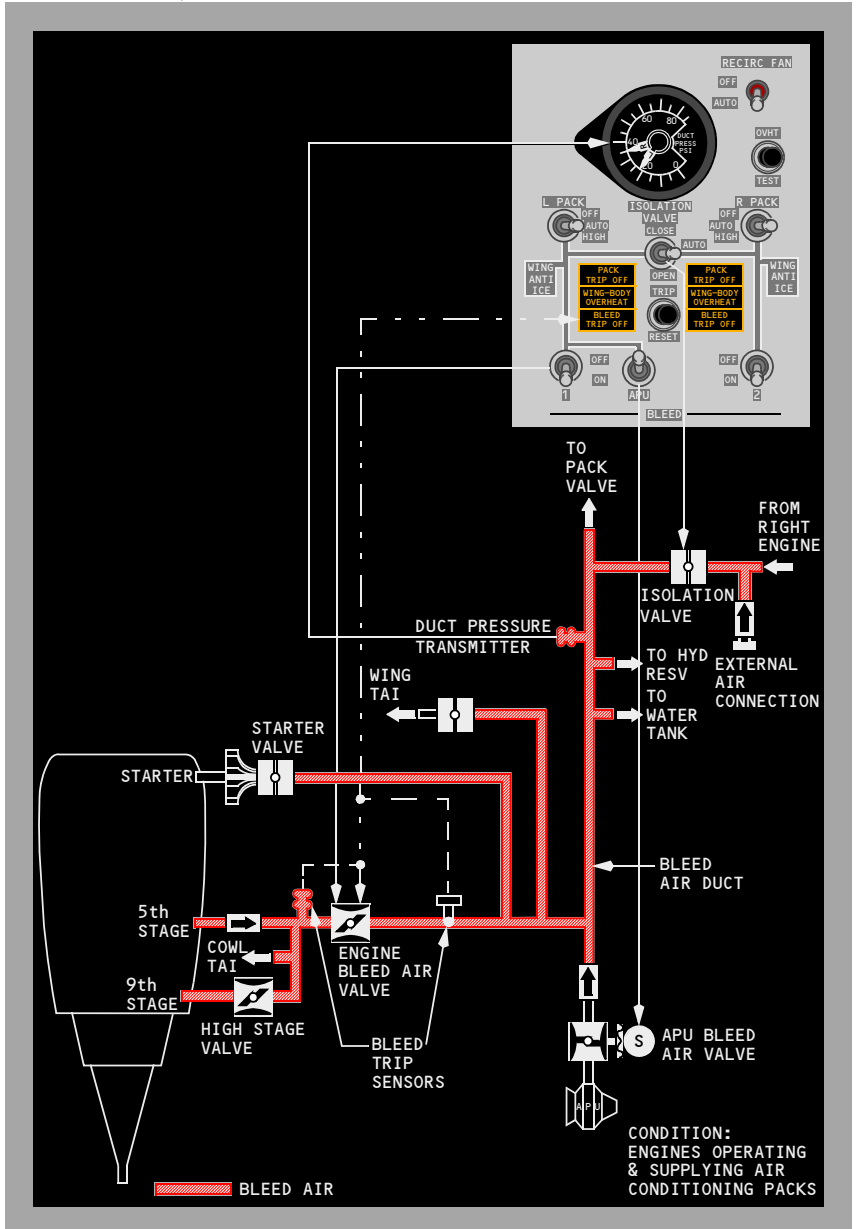 RECIRC FAN
OFF
AUTO
80
60
40
20
0
DUCT
PRESS
PSI
OVHT
TEST
L PACK
OFF
AUTO
HIGH
ISOLATION
VALVE
CLOSE
AUTO
OPEN
R PACK
OFF
AUTO
HIGH
WING
ANTI
ICE
PACK
TRIP OFF
WING-BODY
OVERHEAT
BLEED
TRIP OFF
TRIP
RESET
PACK
TRIP OFF
WING-BODY
OVERHEAT
BLEED
TRIP OFF
WING
ANTI
ICE
OFF
ON
1
APU
OFF
ON
2
BLEED
TO
PACK
VALVE
FROM
RIGHT
ENGINE
ISOLATION
VALVE
DUCT PRESSURE
TRANSMITTER
TO HYD
RESV
EXTERNAL
AIR
CONNECTION
WING
TAI
TO
WATER
TANK
STARTER
VALVE
STARTER
BLEED
AIR DUCT
5th
STAGE
COWL
TAI
ENGINE
BLEED AIR
VALVE
9th
STAGE
HIGH STAGE
VALVE
BLEED
TRIP
SENSORS
S
APU BLEED
AIR VALVE
APU
CONDITION:
ENGINES OPERATING
& SUPPLYING AIR
CONDITIONING PACKS
BLEED AIR